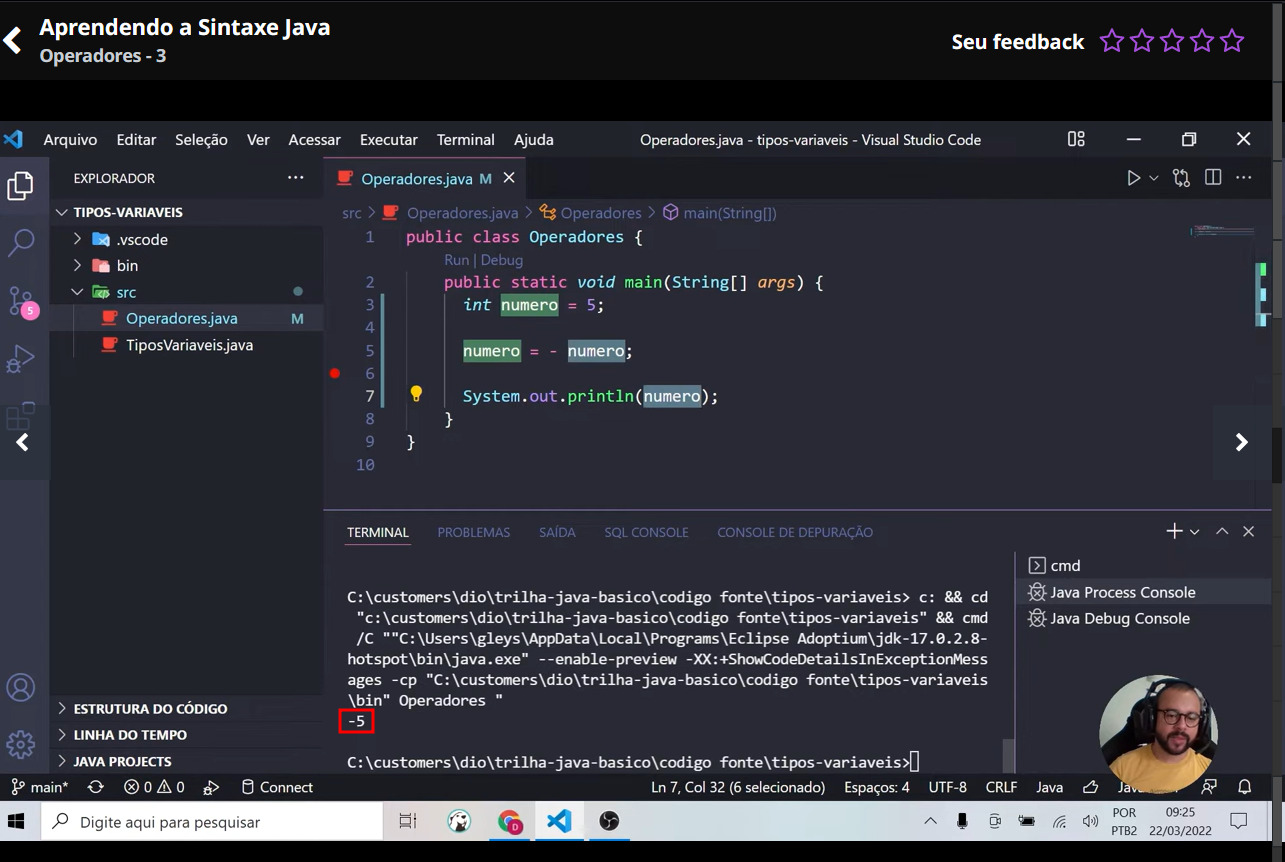 Aprendendo a Sintaxe Java
Operadores - 3
Seu feedback
Arquivo Editar Seleção Ver Acessar Executar Terminal Ajuda
Operadores.java - tipos-variaveis - Visual Studio Code
EXPLORADOR
TIPOS-VARIAVEIS
.vscode
bin
src
Operadores.java M
TiposVariaveis.java
5
ESTRUTURA DO CÓDIGO
LINHA DO TEMPO
JAVA PROJECTS
Operadores.java M
src > Operadores.java > Operadores > main(String[])
1 public class Operadores {
Run | Debug
2 public static void main(String[] args) {
3 int numero = 5;
4
5 numero = - numero;
6
7 System.out.println(numero);
8 }
9 }
10
TERMINAL PROBLEMAS SAÍDA SQL CONSOLE CONSOLE DE DEPURAÇÃO
C:\customers\dio\trilha-java-basico\codigo fonte\tipos-variaveis> c: && cd
"c:\customers\dio\trilha-java-basico\codigo fonte\tipos-variaveis" && cmd
/C ""C:\Users\gleys\AppData\Local\Programs\Eclipse Adoptium\jdk-17.0.2.8-
hotspot\bin\java.exe" --enable-preview -XX:+ShowCodeDetailsInExceptionMess
ages -cp "C:\customers\dio\trilha-java-basico\codigo fonte\tipos-variaveis
\bin" Operadores "
-5
C:\customers\dio\trilha-java-basico\codigo fonte\tipos-variaveis>
cmd
Java Process Console
Java Debug Console
main* 0 0 Connect
Ln 7, Col 32 (6 selecionado) Espaços: 4 UTF-8 CRLF Java
Digite aqui para pesquisar
D
POR
PTB2
09:25
22/03/2022